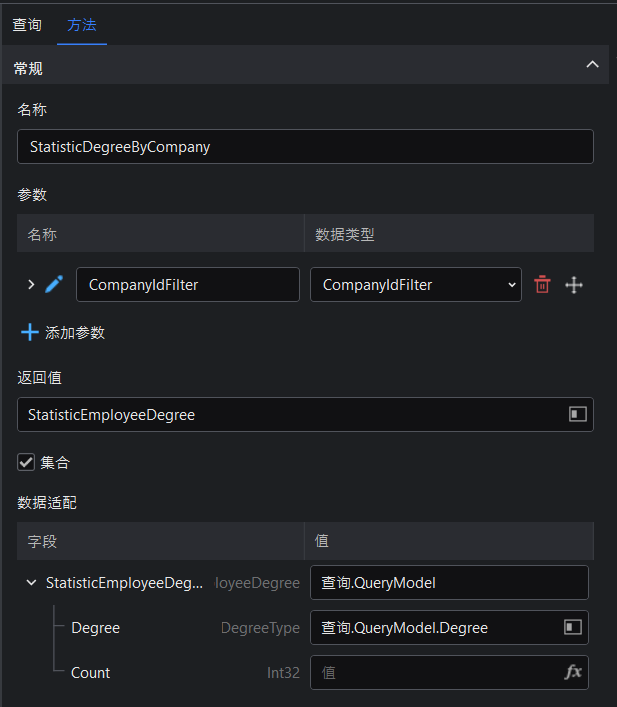 查询 方法
常规
名称
StatisticDegreeByCompany
参数
名称 数据类型
CompanyIdFilter CompanyIdFilter
添加参数
返回值
StatisticEmployeeDegree
集合
数据适配
字段 值
StatisticEmployeeDeg... loyeeDegree 查询.QueryModel
Degree DegreeType 查询.QueryModel.Degree
Count Int32 值 fx